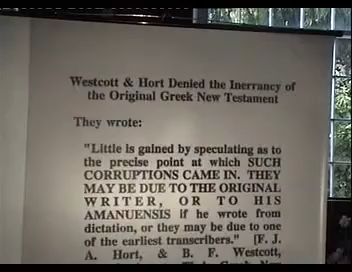 Westcott & Hort Denied the Inerrancy of
the Original Greek New Testament
They wrote:
"Little is gained by speculating as to
the precise point at which SUCH
CORRUPTIONS CAME IN. THEY
MAY BE DUE TO THE ORIGINAL
WRITER, OR TO HIS
AMANUENSIS if he wrote from
dictation, or they may be due to one
of the earliest transcribers." [F. J.
A. Hort, & B. F. Westcott,